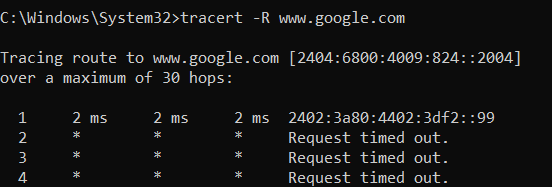 C:\Windows\System32>tracert -R www.google.com
Tracing route to www.google.com [2404:6800:4009:824::2004]
over a maximum of 30 hops:
1 2 ms 2 ms 2 ms 2402:3a80:4402:3df2::99
2 * * * Request timed out.
3 * * * Request timed out.
4 * * * Request timed out.